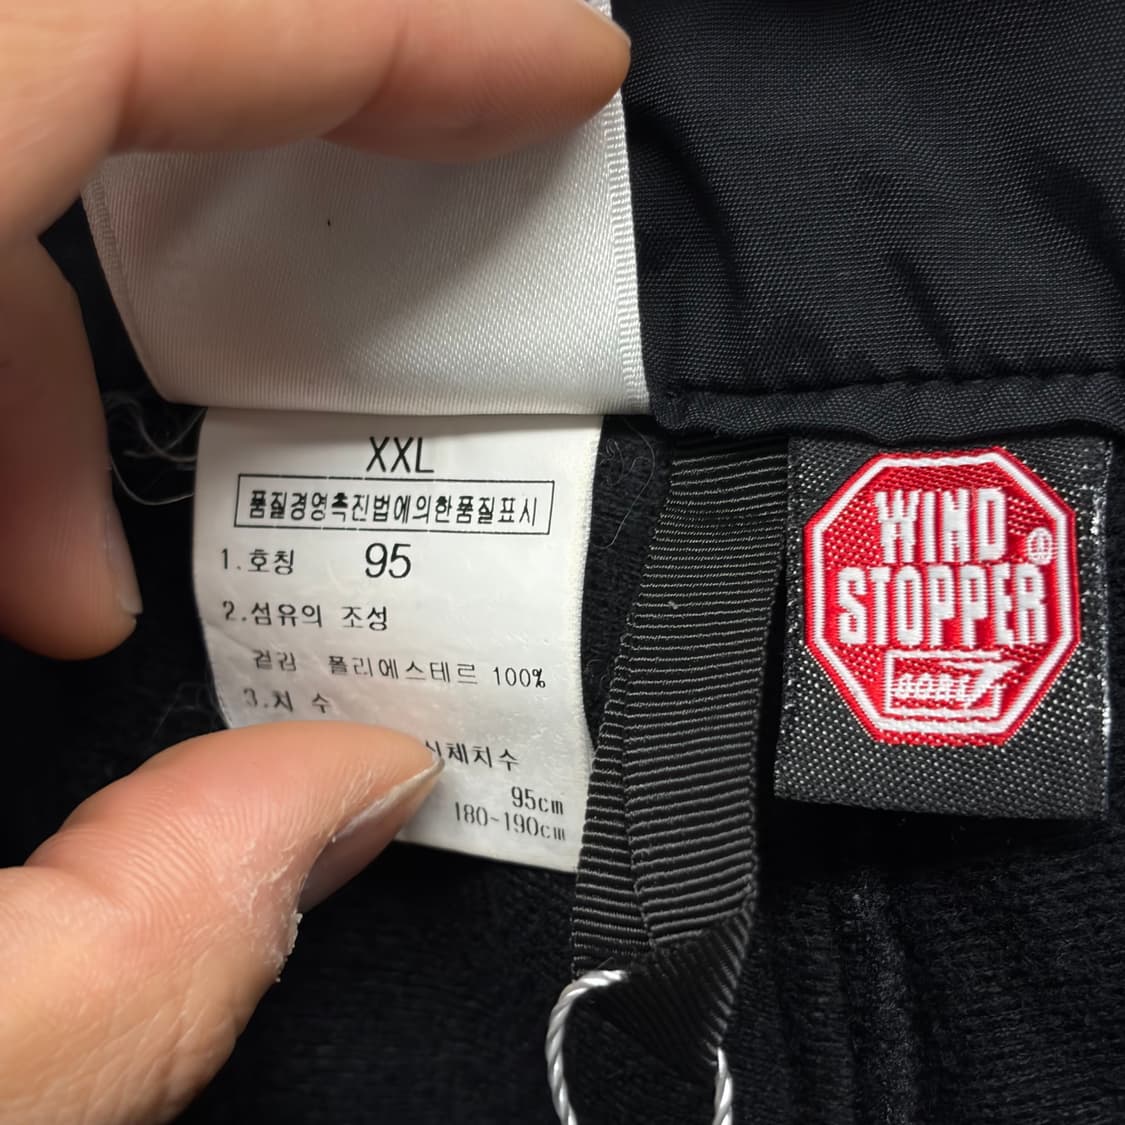 XXL
품질경영촉진법에의한품질표시
1.호칭 95
2.섬유의 조성
겉감 폴리에스테르 100%
3.치 수
신체치수
95cm
180~190cm
WIND
STOPPER®